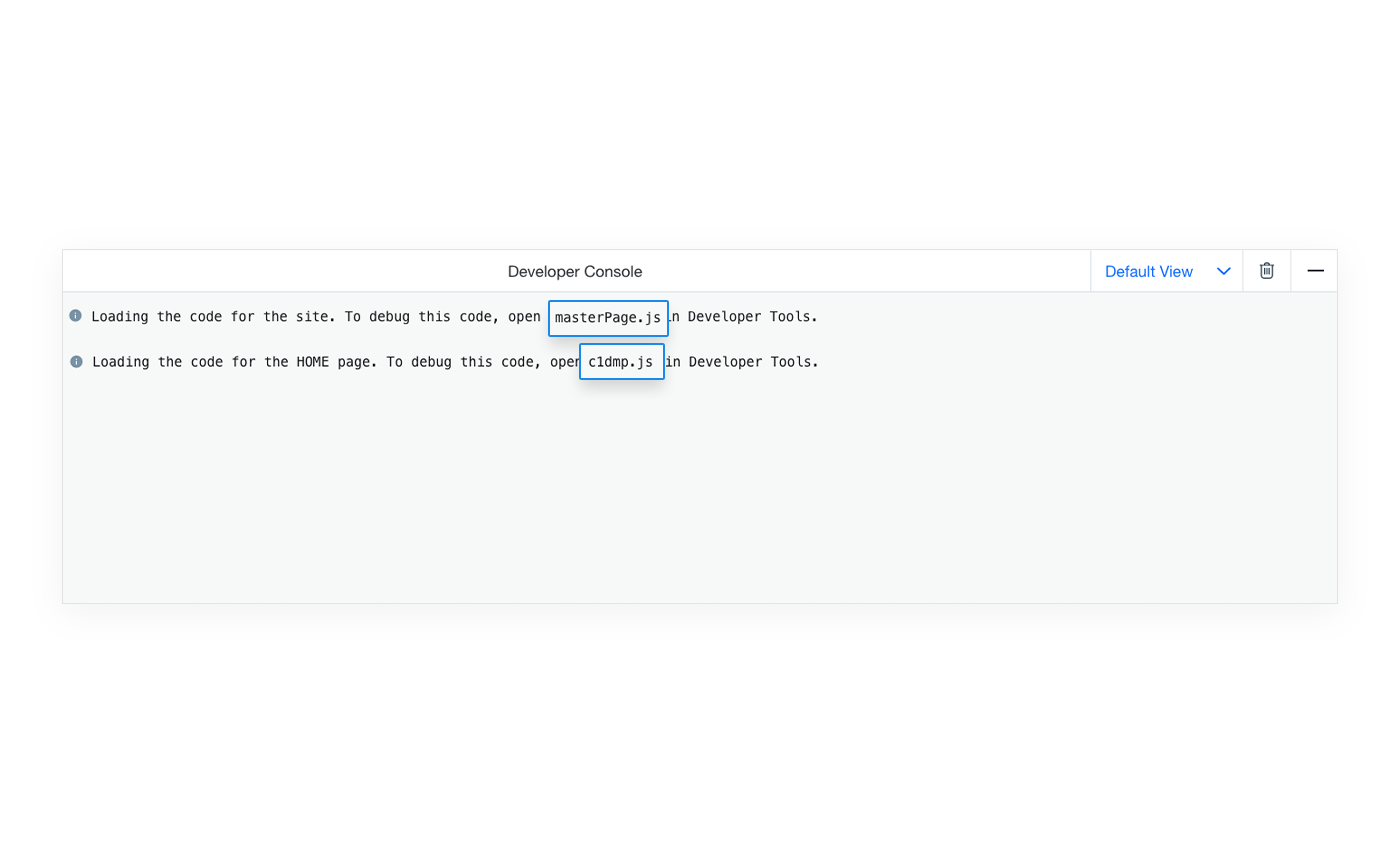 Developer Console
Default View
Loading the code for the site. To debug this code, open masterPage.js in Developer Tools.
Loading the code for the HOME page. To debug this code, open c1dmp.js in Developer Tools.